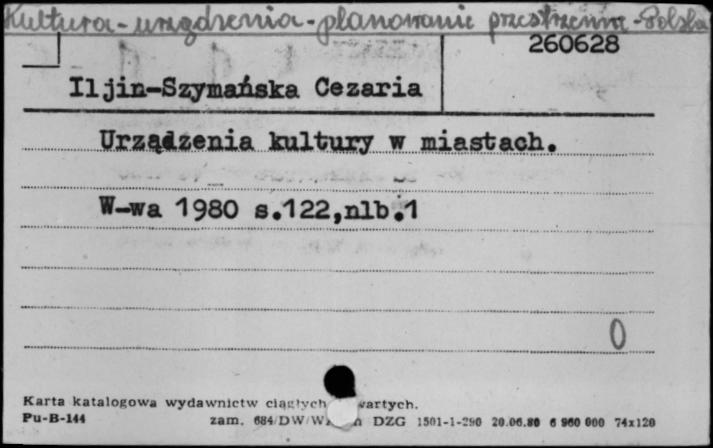 Kultura - urządzenia - planowanie przestrzenne - Polska
260628
Iljin-Szymańska Cezaria
Urządzenia kultury w miastach.
W-wa 1980 s.122,nlb.1
0
Karta katalogowa wydawnictw ciągłych wartych.
Pu-B-144 zam. 684/DW/W DZG 1501-1-290 20.06.80 6 960 000 74x120